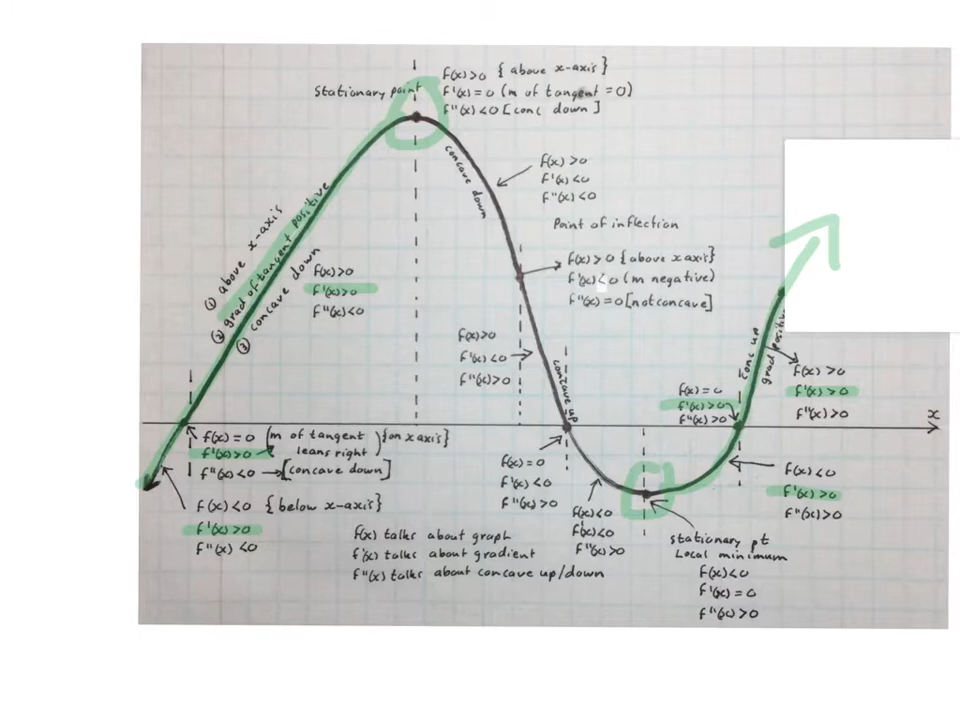 Stationary point
f(x)>0 { above x-axis }
f'(x)=0 (m of tangent =0)
f"(x)<0 [conc down ]
concave down
f(x)>0
f'(x)<0
f"(x)<0
Point of inflection
f(x)>0 {above x axis}
f'(x)<0 (m negative)
f"(x)=0 [not concave]
① above x-axis
② grad of tangent positive
③ concave down
f(x)>0
f'(x)>0
f"(x)<0
f(x)>0
f'(x)<0
f"(x)>0
concave up
conc up
grad positiv
f(x)>0
f'(x)>0
f"(x)>0
f(x)=0
f'(x)>0
f"(x)>0
x
f(x)=0 (m of tangent leans right) {on x axis}
f'(x)>0
f"(x)<0 → [concave down]
f(x)=0
f'(x)<0
f"(x)>0
f(x)<0
f'(x)>0
f"(x)>0
f(x)<0 {below x-axis}
f'(x)>0
f"(x)<0
f(x)<0
f'(x)<0
f"(x)>0
f(x) talks about graph
f'(x) talks about gradient
f"(x) talks about concave up/down
stationary pt
Local minimum
f(x)<0
f'(x)=0
f"(x)>0